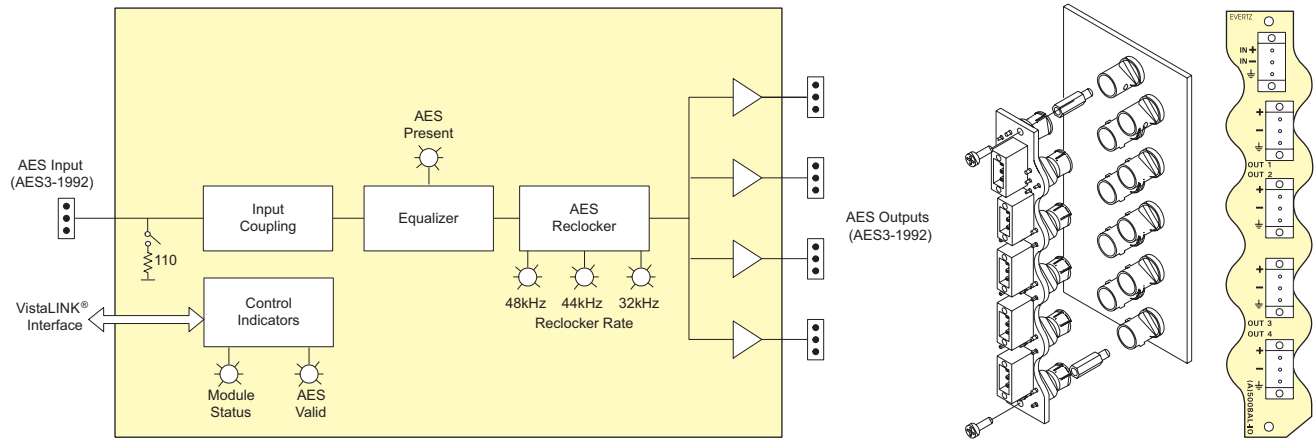 AES Input
(AES3-1992)
110
Input
Coupling
AES
Present
Equalizer
AES
Reclocker
48kHz
44kHz
32kHz
Reclocker Rate
VistaLINK®
Interface
Control
Indicators
Module
Status
AES
Valid
AES Outputs
(AES3-1992)
EVERTZ
IN +
IN −
+
−
OUT 1
OUT 2
+
−
+
−
OUT 3
OUT 4
+
−